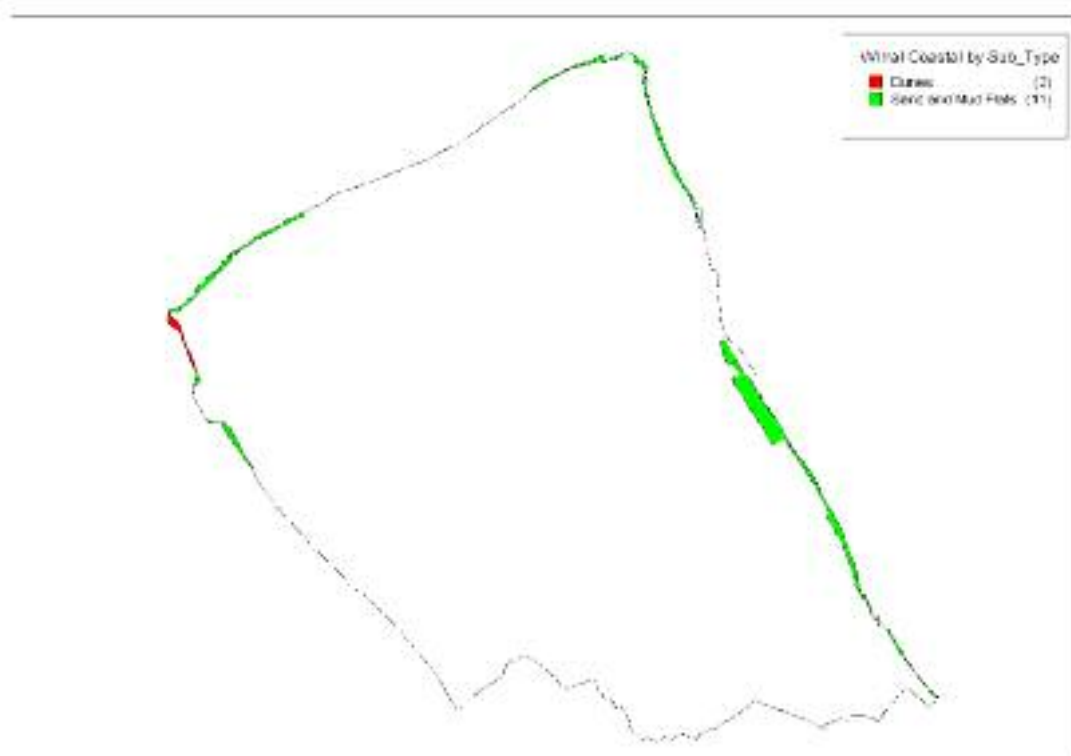 Wirral Coastal by Sub_Type
Dunes (2)
Sand and Mud Flats (11)